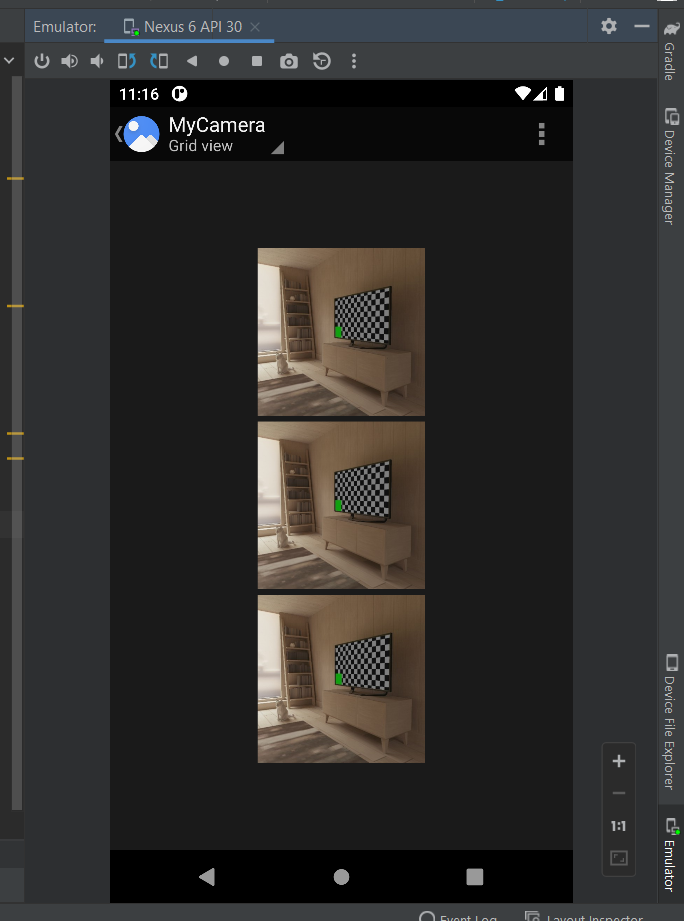 Emulator:
Nexus 6 API 30
11:16
MyCamera
Grid view
Gradle
Device Manager
Device File Explorer
1:1
Emulator
Event Log
Layout Inspector